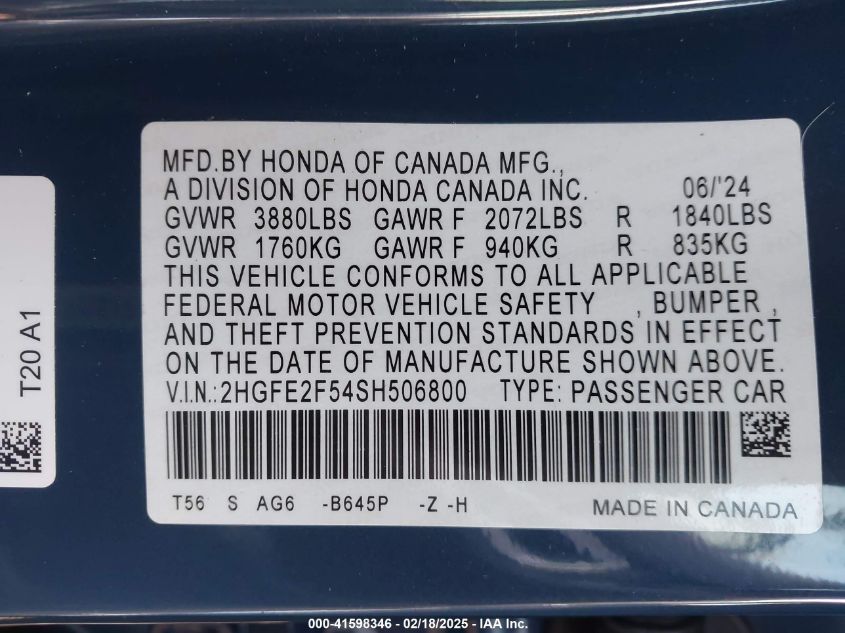 MFD.BY HONDA OF CANADA MFG.,
A DIVISION OF HONDA CANADA INC. 06/'24
GVWR 3880LBS GAWR F 2072LBS R 1840LBS
GVWR 1760KG GAWR F 940KG R 835KG
THIS VEHICLE CONFORMS TO ALL APPLICABLE
FEDERAL MOTOR VEHICLE SAFETY , BUMPER ,
AND THEFT PREVENTION STANDARDS IN EFFECT
ON THE DATE OF MANUFACTURE SHOWN ABOVE.
V.I.N.:2HGFE2F54SH506800 TYPE: PASSENGER CAR
T56 S AG6 -B645P -Z -H MADE IN CANADA
T20 A1
000-41598346 - 02/18/2025 - IAA Inc.